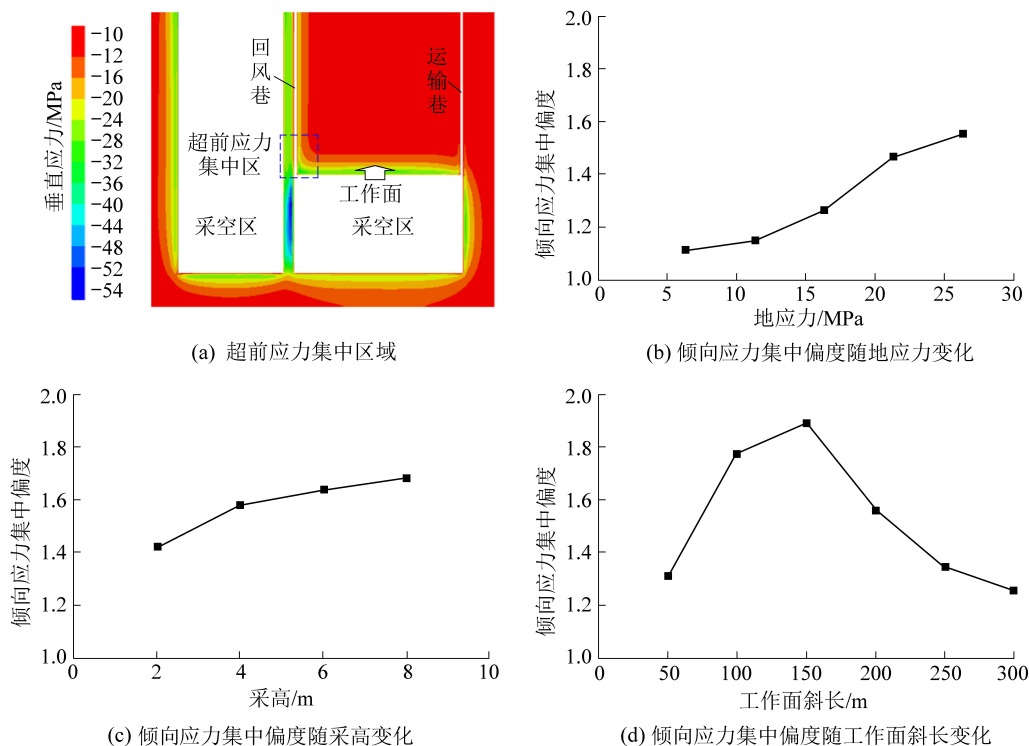 垂直应力/MPa
−10
−12
−16
−20
−24
−28
−32
−36
−40
−44
−48
−52
−54
回风巷
运输巷
超前应力
集中区
工作面
采空区
采空区
(a) 超前应力集中区域
倾向应力集中偏度
2.0
1.8
1.6
1.4
1.2
1.0
0
5
10
15
20
25
30
地应力/MPa
(b) 倾向应力集中偏度随地应力变化
倾向应力集中偏度
2.0
1.8
1.6
1.4
1.2
1.0
0
2
4
6
8
10
采高/m
(c) 倾向应力集中偏度随采高变化
倾向应力集中偏度
2.0
1.8
1.6
1.4
1.2
1.0
0
50
100
150
200
250
300
工作面斜长/m
(d) 倾向应力集中偏度随工作面斜长变化